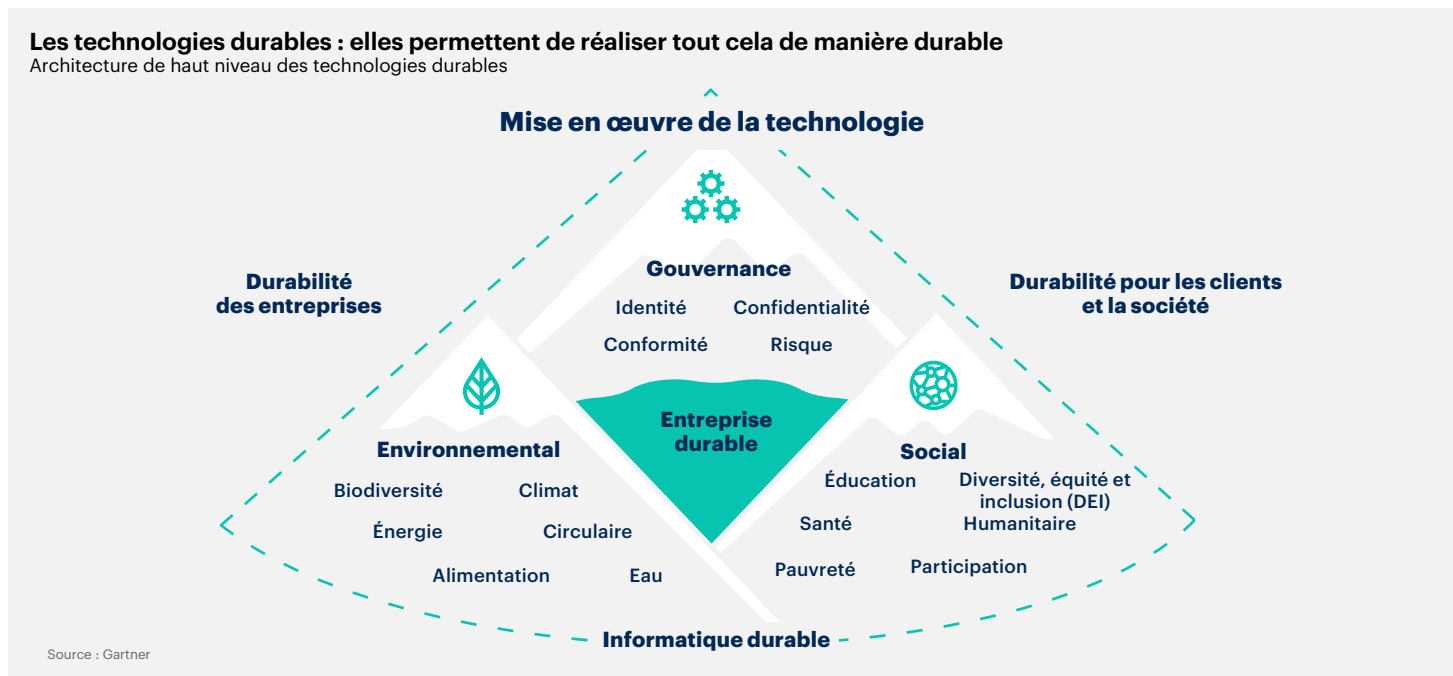 Les technologies durables : elles permettent de réaliser tout cela de manière durable
Architecture de haut niveau des technologies durables
Mise en œuvre de la technologie
Durabilité
des entreprises
Durabilité pour les clients
et la société
Gouvernance
Identité Confidentialité
Conformité Risque
Entreprise
durable
Environnemental
Biodiversité Climat
Énergie Circulaire
Alimentation Eau
Social
Éducation Diversité, équité et
inclusion (DEI)
Santé Humanitaire
Pauvreté Participation
Informatique durable
Source : Gartner